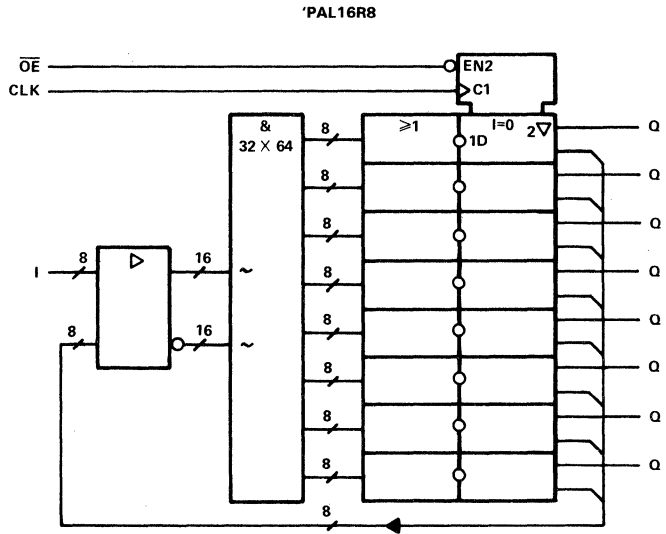 'PAL16R8
OE
EN2
CLK
C1
&
32 X 64
8
≥1
I=0
2▽
Q
1D
8
Q
8
Q
I
8
▷
16
~
8
Q
8
16
~
8
Q
8
Q
8
Q
8
Q
8